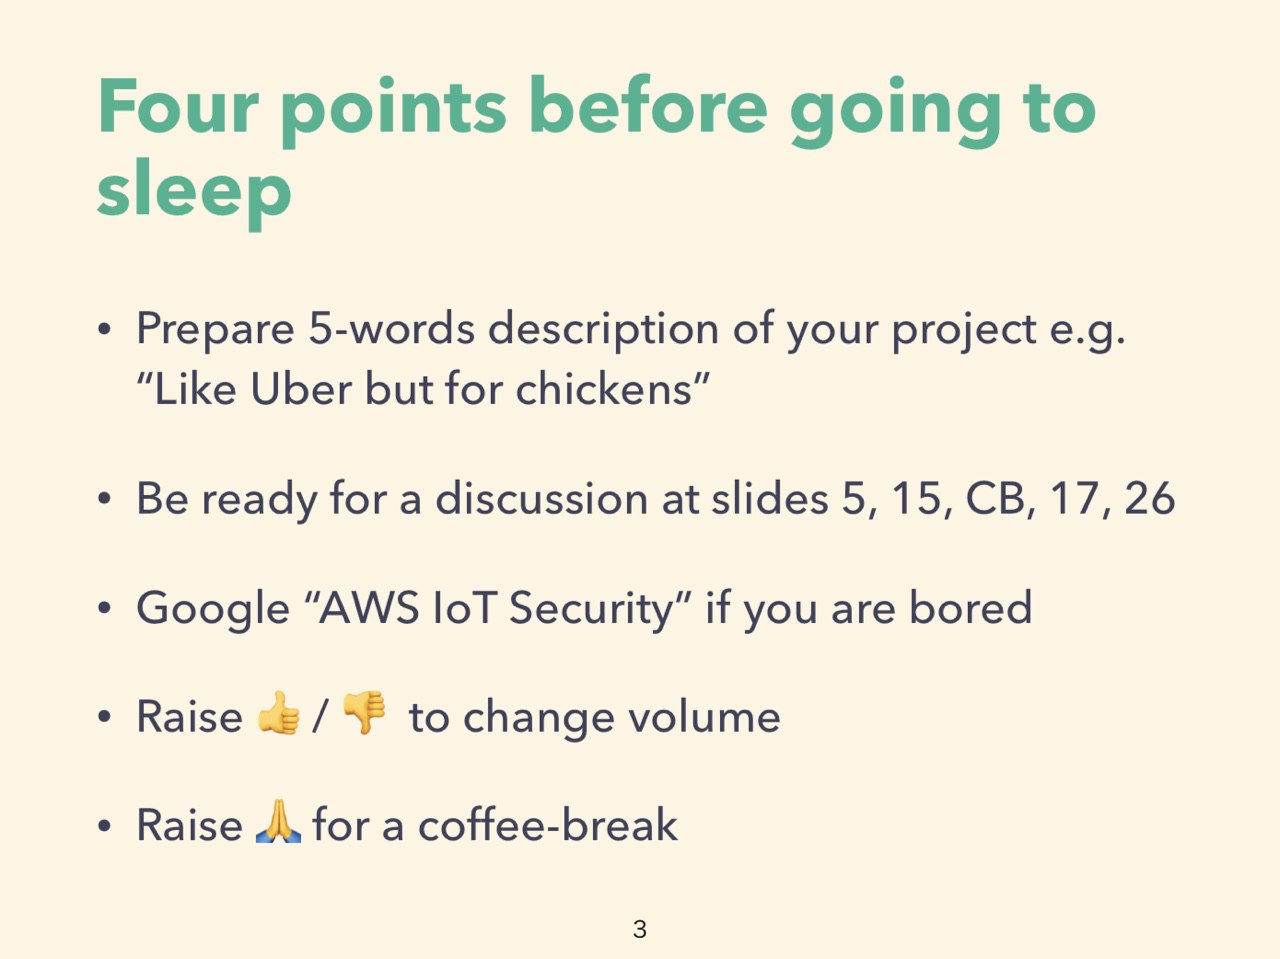 Four points before going to
sleep
• Prepare 5-words description of your project e.g.
“Like Uber but for chickens”
• Be ready for a discussion at slides 5, 15, CB, 17, 26
• Google “AWS IoT Security” if you are bored
• Raise 👍 / 👎 to change volume
• Raise 🙏 for a coffee-break
3